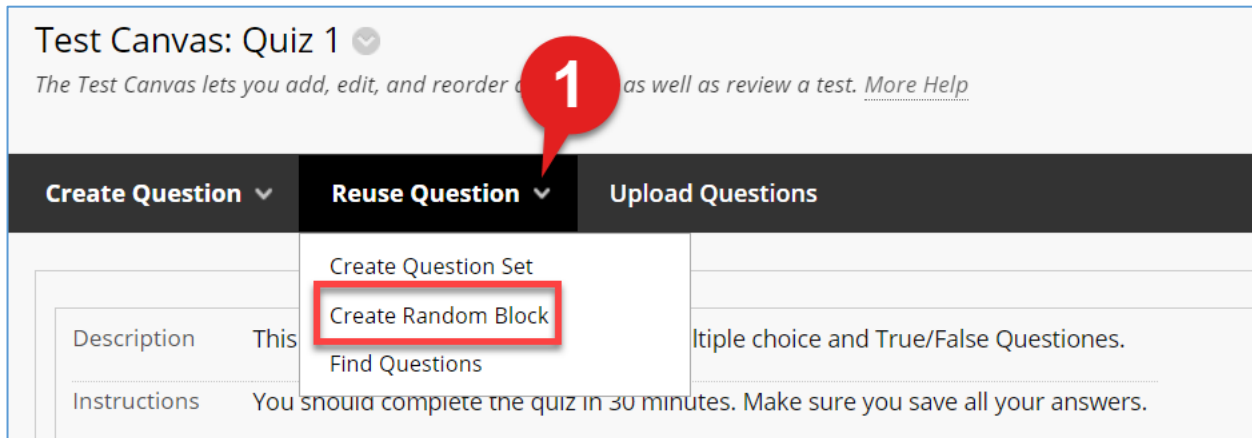 Test Canvas: Quiz 1
The Test Canvas lets you add, edit, and reorder as well as review a test. More Help
1
Create Question Reuse Question Upload Questions
Create Question Set
Create Random Block
Find Questions
Description This ltiple choice and True/False Questiones.
Instructions You should complete the quiz in 30 minutes. Make sure you save all your answers.